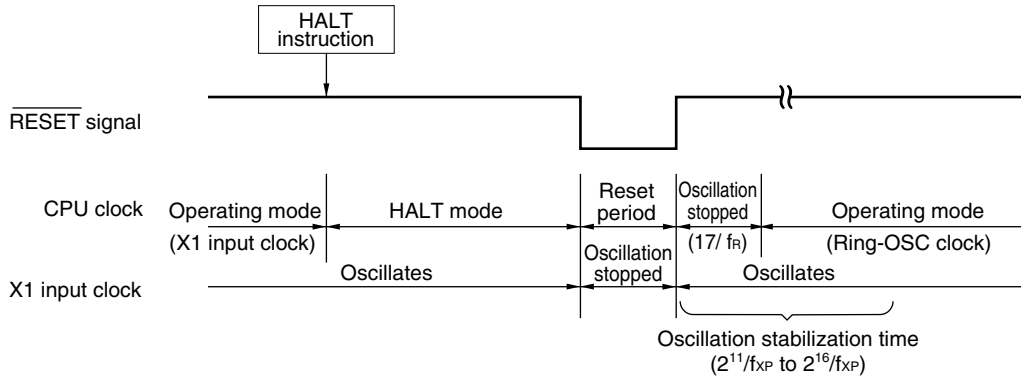 HALT
instruction
RESET signal
CPU clock
Operating mode
(X1 input clock)
HALT mode
Reset
period
Oscillation
stopped
(17/ fR)
Operating mode
(Ring-OSC clock)
X1 input clock
Oscillates
Oscillation
stopped
Oscillates
Oscillation stabilization time
(2¹¹/fXP to 2¹⁶/fXP)